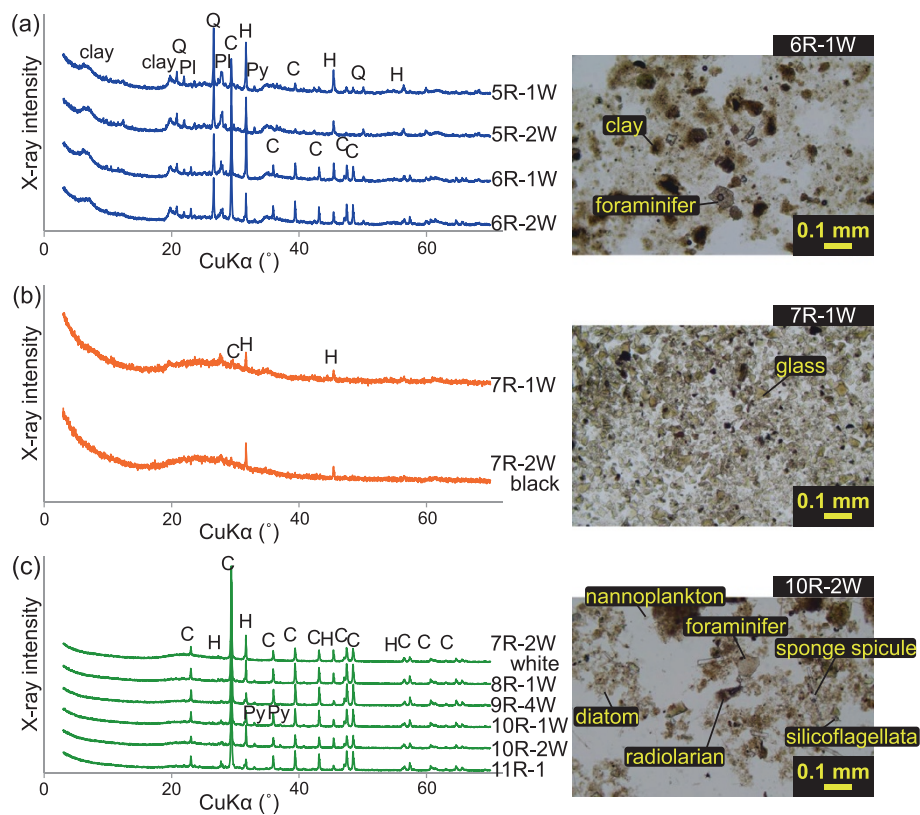 (a)
X-ray intensity
clay
clay
Q
Pl
Q
Pl
C
H
Py
C
H
Q
H
5R-1W
5R-2W
C
C
C
C
6R-1W
6R-2W
0
20
40
60
CuKα (°)
6R-1W
clay
foraminifer
0.1 mm
(b)
X-ray intensity
C
H
H
7R-1W
7R-2W
black
0
20
40
60
CuKα (°)
7R-1W
glass
0.1 mm
(c)
X-ray intensity
C
C
H
H
C
C
C
H
C
C
H
C
C
C
7R-2W
white
8R-1W
9R-4W
Py
Py
10R-1W
10R-2W
11R-1
0
20
40
60
CuKα (°)
10R-2W
nannoplankton
foraminifer
sponge spicule
diatom
radiolarian
silicoflagellata
0.1 mm